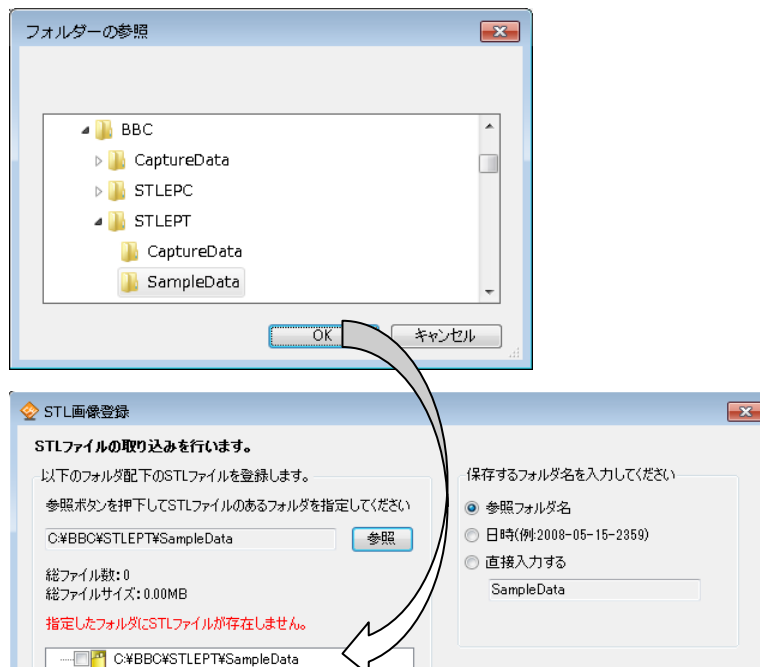 フォルダーの参照
BBC
CaptureData
STLEPC
STLEPT
CaptureData
SampleData
OK
キャンセル
STL画像登録
STLファイルの取り込みを行います。
以下のフォルダ配下のSTLファイルを登録します。
参照ボタンを押下してSTLファイルのあるフォルダを指定してください
C:¥BBC¥STLEPT¥SampleData
参照
総ファイル数:0
総ファイルサイズ:0.00MB
指定したフォルダにSTLファイルが存在しません。
C:¥BBC¥STLEPT¥SampleData
保存するフォルダ名を入力してください
参照フォルダ名
日時(例:2008-05-15-2359)
直接入力する
SampleData